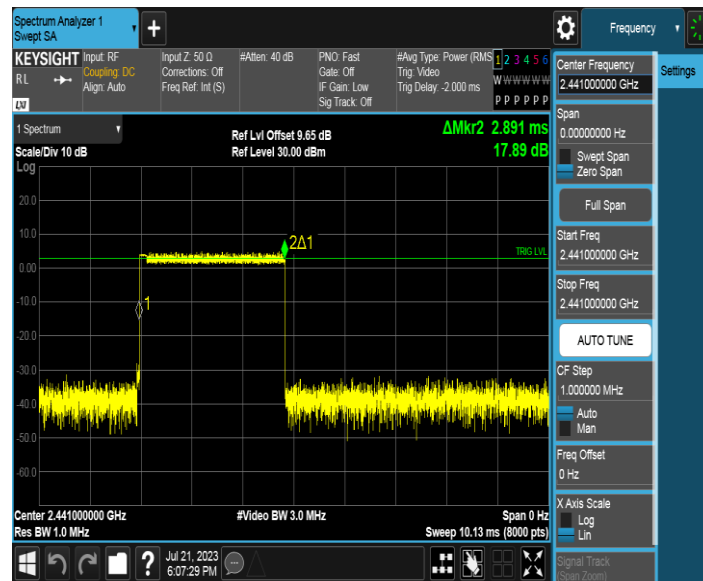 Spectrum Analyzer 1
Swept SA
Frequency
KEYSIGHT
RL
LXI
Input: RF
Coupling: DC
Align: Auto
Input Z: 50 Ω
Corrections: Off
Freq Ref: Int (S)
#Atten: 40 dB
PNO: Fast
Gate: Off
IF Gain: Low
Sig Track: Off
#Avg Type: Power (RMS
Trig: Video
Trig Delay: -2.000 ms
1 2 3 4 5 6
W W W W W W
P P P P P P
1 Spectrum
Scale/Div 10 dB
Log
Ref Lvl Offset 9.65 dB
Ref Level 30.00 dBm
ΔMkr2 2.891 ms
17.89 dB
20.0
10.0
0.00
-10.0
-20.0
-30.0
-40.0
-50.0
-60.0
2Δ1
1
TRIG LVL
Center 2.441000000 GHz
Res BW 1.0 MHz
#Video BW 3.0 MHz
Span 0 Hz
Sweep 10.13 ms (8000 pts)
?
Jul 21, 2023
6:07:29 PM
Center Frequency
2.441000000 GHz
Span
0.00000000 Hz
Swept Span
Zero Span
Full Span
Start Freq
2.441000000 GHz
Stop Freq
2.441000000 GHz
AUTO TUNE
CF Step
1.000000 MHz
Auto
Man
Freq Offset
0 Hz
X Axis Scale
Log
Lin
Signal Track
(Span Zoom)
Settings